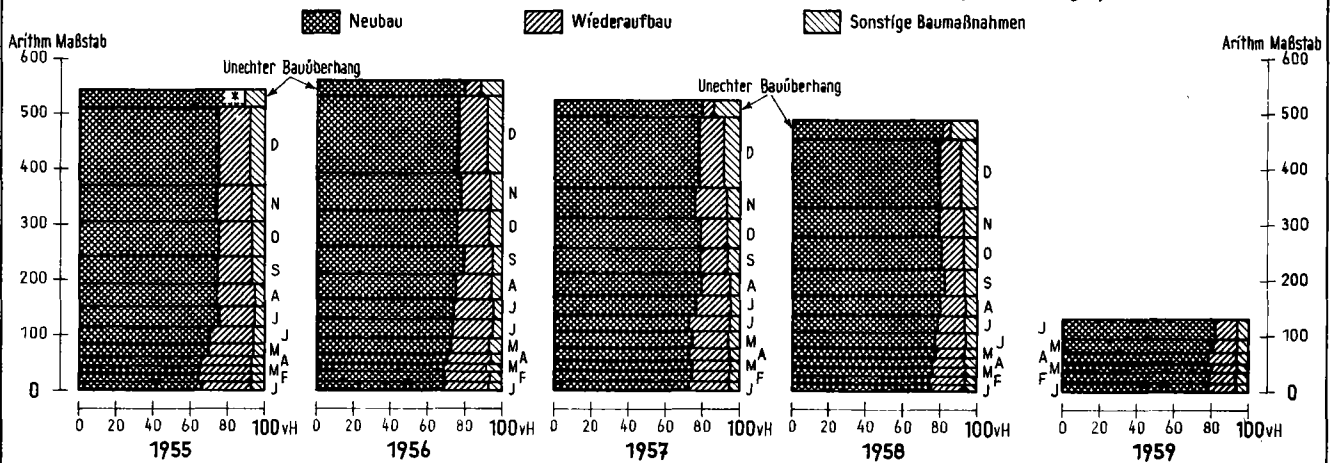 Neubau Wiederaufbau Sonstige Baumaßnahmen
Arithm Maßstab Arithm Maßstab
600 600
500 500
400 400
300 300
200 200
100 100
0 0
Unechter Bauüberhang
Unechter Bauüberhang
*
D
N
O
S
A
J
J
M
A
M
F
J
D
N
O
S
A
J
J
M
A
M
F
J
D
N
O
S
A
J
J
M
A
M
F
J
D
N
O
S
A
J
J
M
A
M
F
J
J
M
A
M
F
J
0 20 40 60 80 100vH
1955
0 20 40 60 80 100vH
1956
0 20 40 60 80 100vH
1957
0 20 40 60 80 100vH
1958
0 20 40 60 80 100vH
1959